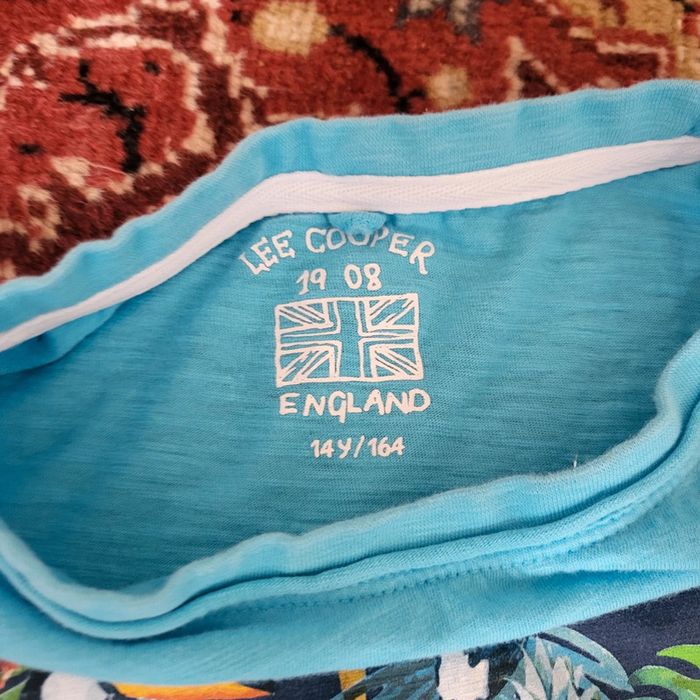 LEE COOPER
19 08
ENGLAND
14Y/164